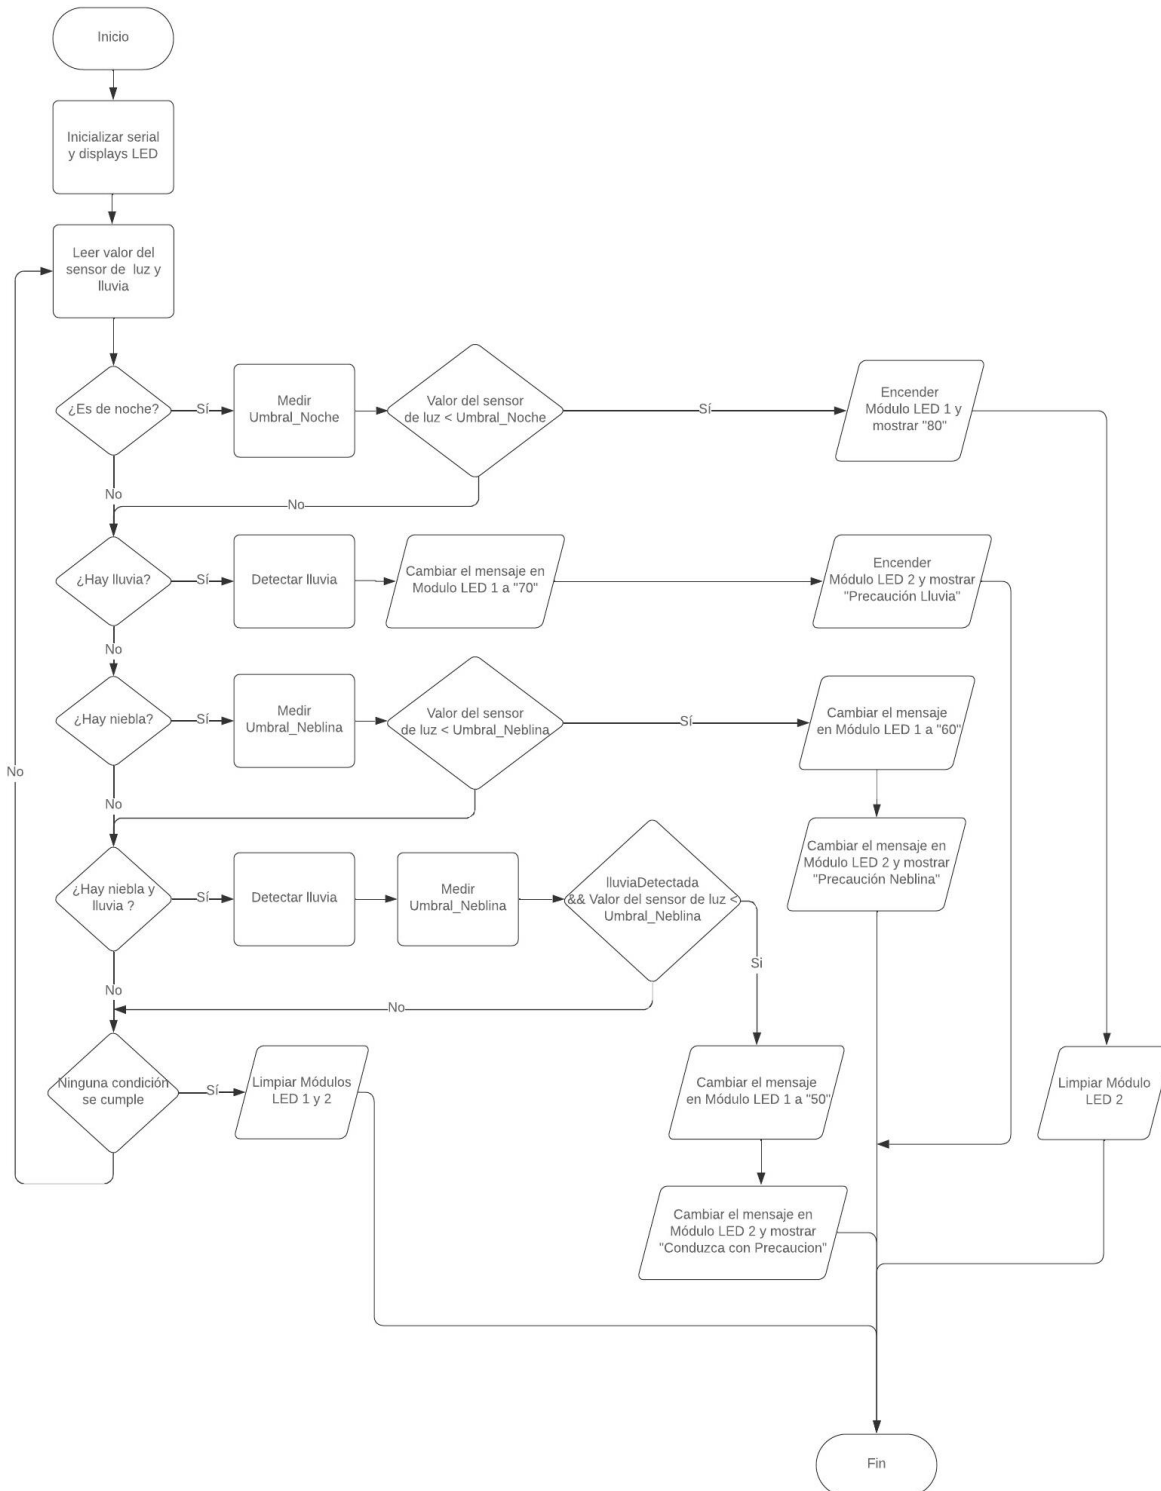 Inicio
Inicializar serial
y displays LED
Leer valor del
sensor de luz y
lluvia
¿Es de noche?
Sí
Medir
Umbral_Noche
Valor del sensor
de luz < Umbral_Noche
Sí
Encender
Módulo LED 1 y
mostrar "80"
No
No
¿Hay lluvia?
Sí
Detectar lluvia
Cambiar el mensaje en
Modulo LED 1 a "70"
Encender
Módulo LED 2 y mostrar
"Precaución Lluvia"
No
¿Hay niebla?
Sí
Medir
Umbral_Neblina
Valor del sensor
de luz < Umbral_Neblina
Sí
Cambiar el mensaje
en Módulo LED 1 a "60"
No
No
Cambiar el mensaje en
Módulo LED 2 y mostrar
"Precaución Neblina"
¿Hay niebla y
lluvia ?
Sí
Detectar lluvia
Medir
Umbral_Neblina
lluviaDetectada
&& Valor del sensor de luz <
Umbral_Neblina
Si
No
No
Ninguna condición
se cumple
Sí
Limpiar Módulos
LED 1 y 2
Cambiar el mensaje
en Módulo LED 1 a "50"
Limpiar Módulo
LED 2
Cambiar el mensaje en
Módulo LED 2 y mostrar
"Conduzca con Precaucion"
Fin